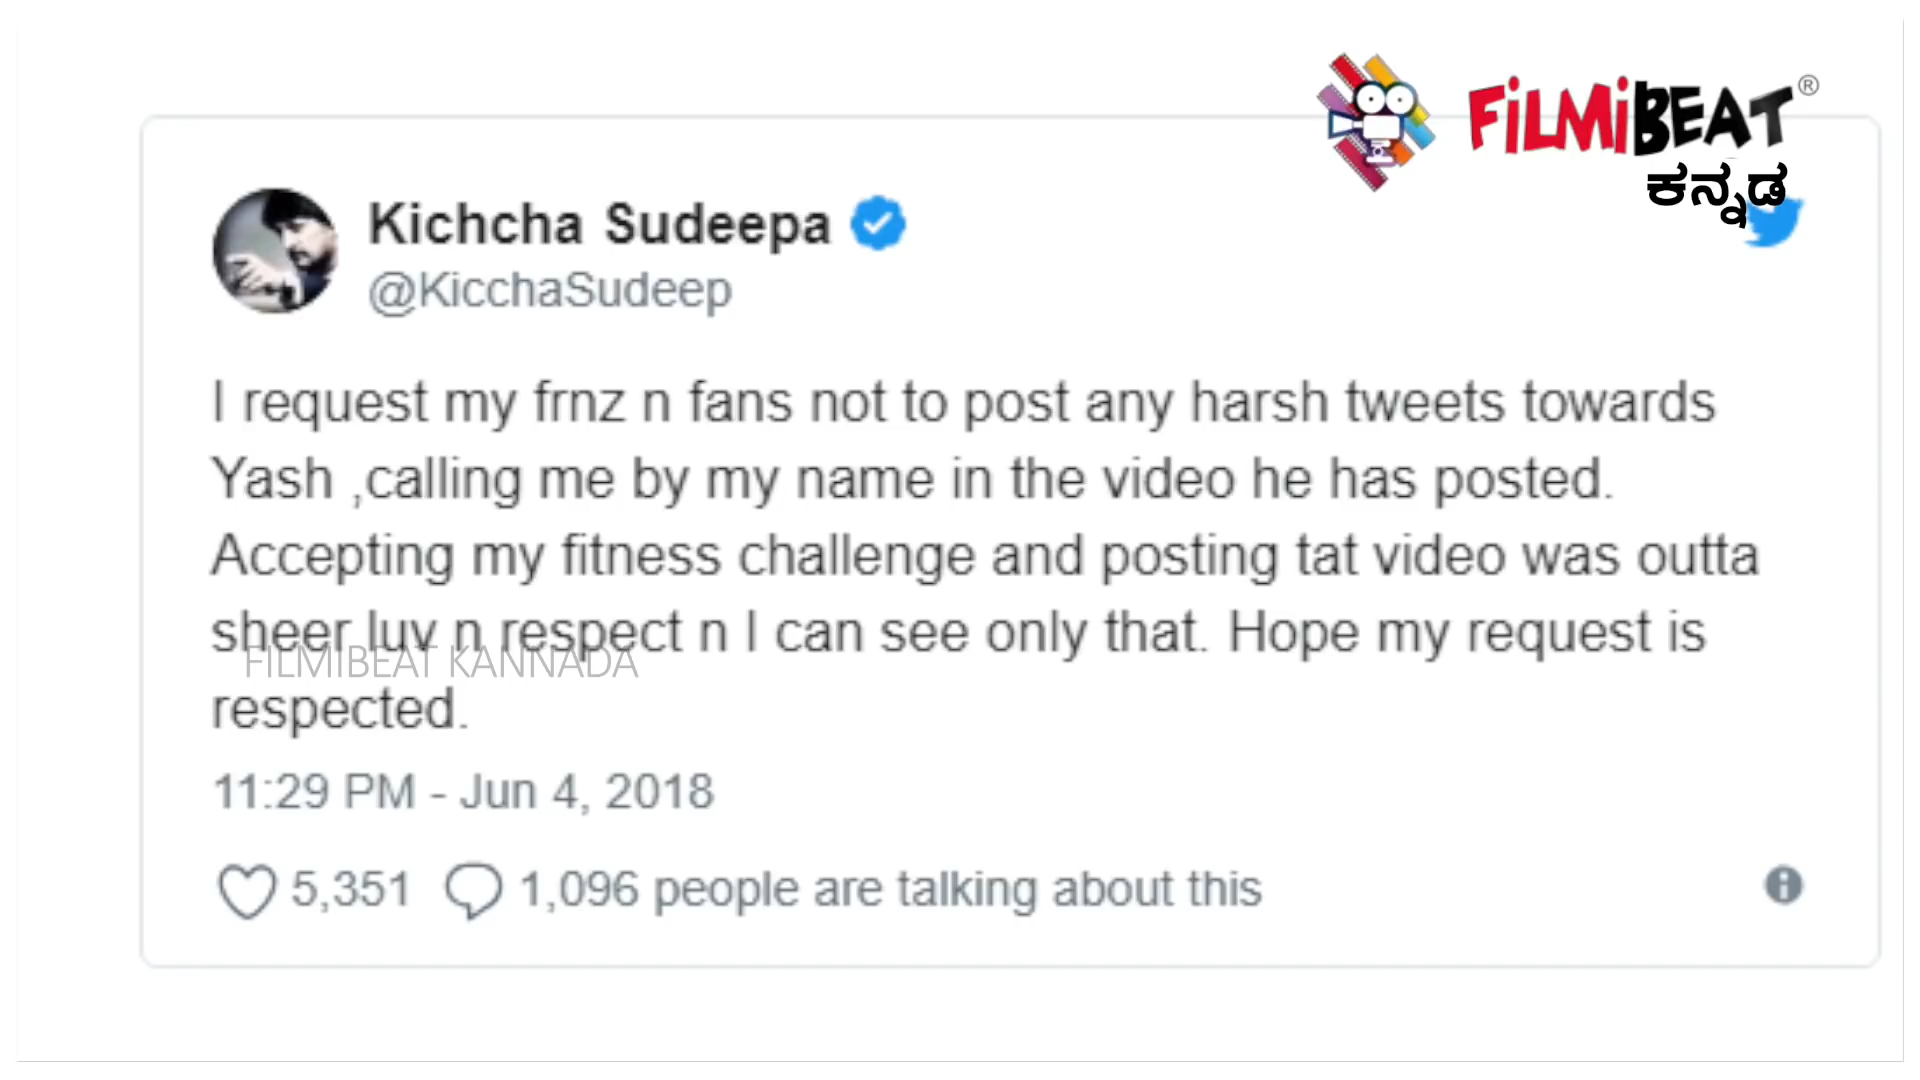 FiLMiBEAT®
ಕನ್ನಡ
Kichcha Sudeepa
@KicchaSudeep
I request my frnz n fans not to post any harsh tweets towards
Yash ,calling me by my name in the video he has posted.
Accepting my fitness challenge and posting tat video was outta
sheer luv n respect n I can see only that. Hope my request is
FILMIBEAT KANNADA
respected.
11:29 PM - Jun 4, 2018
5,351 1,096 people are talking about this